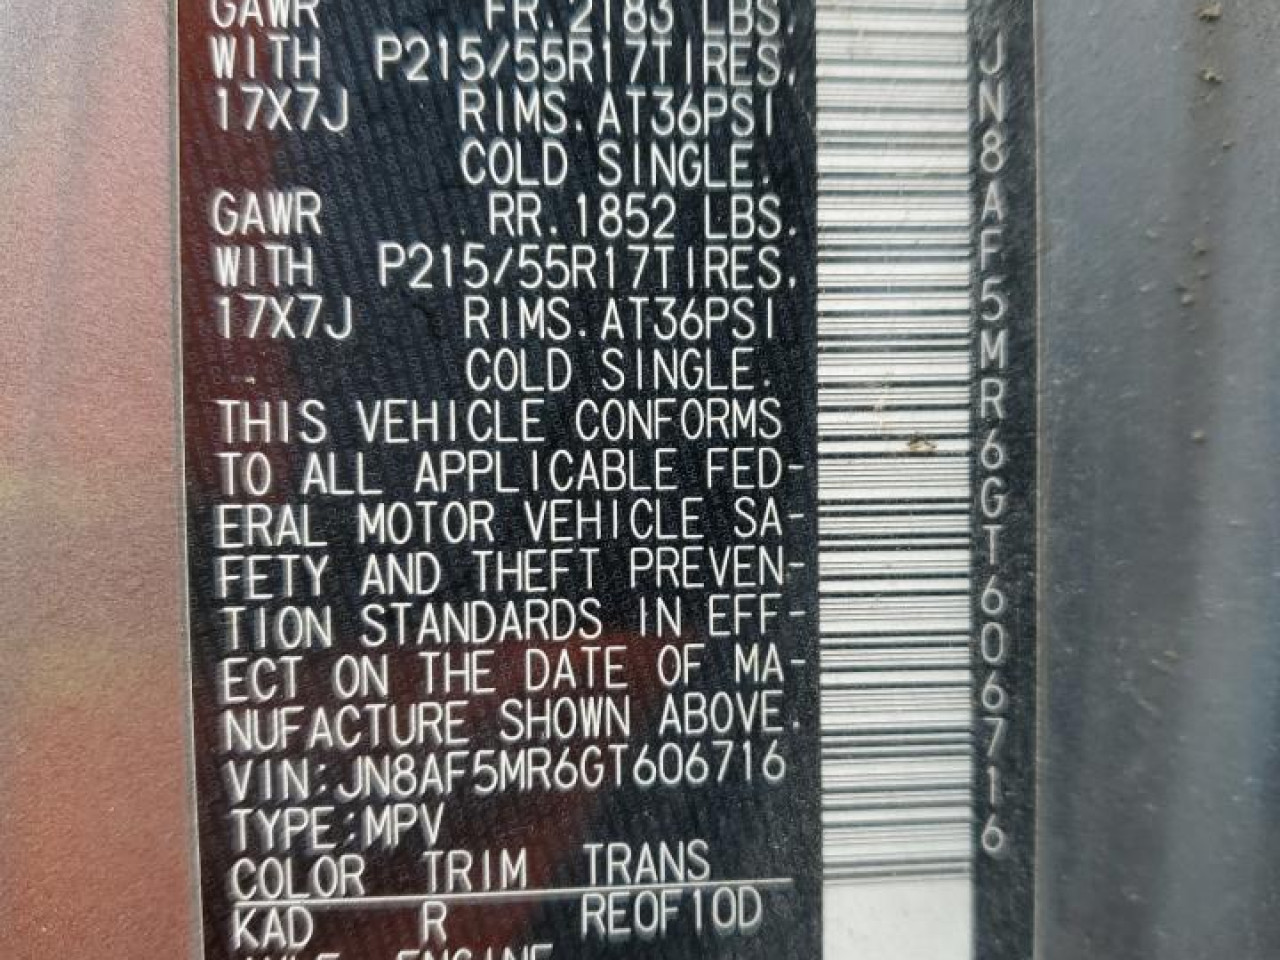 GAWR FR. 2183 LBS.
WITH P215/55R17TIRES,
17X7J RIMS. AT36PSI
COLD SINGLE.
GAWR RR. 1852 LBS.
WITH P215/55R17TIRES,
17X7J RIMS. AT36PSI
COLD SINGLE.
THIS VEHICLE CONFORMS
TO ALL APPLICABLE FED-
ERAL MOTOR VEHICLE SA-
FETY AND THEFT PREVEN-
TION STANDARDS IN EFF-
ECT ON THE DATE OF MA-
NUFACTURE SHOWN ABOVE.
VIN:JN8AF5MR6GT606716
TYPE:MPV
COLOR TRIM TRANS
KAD R RE0F10D
AXLE ENGINE
JN8AF5MR6GT606716